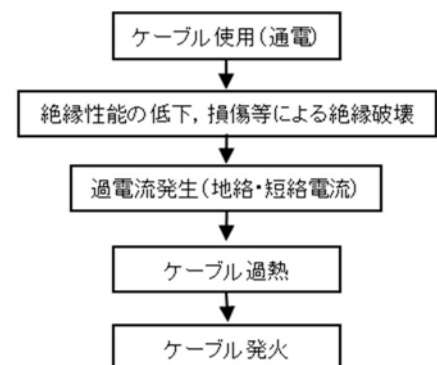 ケーブル使用(通電)
絶縁性能の低下,損傷等による絶縁破壊
過電流発生(地絡・短絡電流)
ケーブル過熱
ケーブル発火